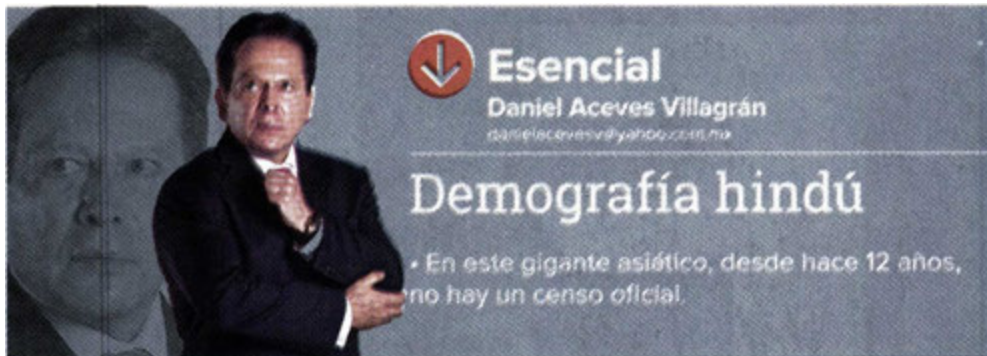 Esencial
Daniel Aceves Villagrán
danielacevesv@yahoo.com.mx
Demografía hindú
• En este gigante asiático, desde hace 12 años,
no hay un censo oficial.